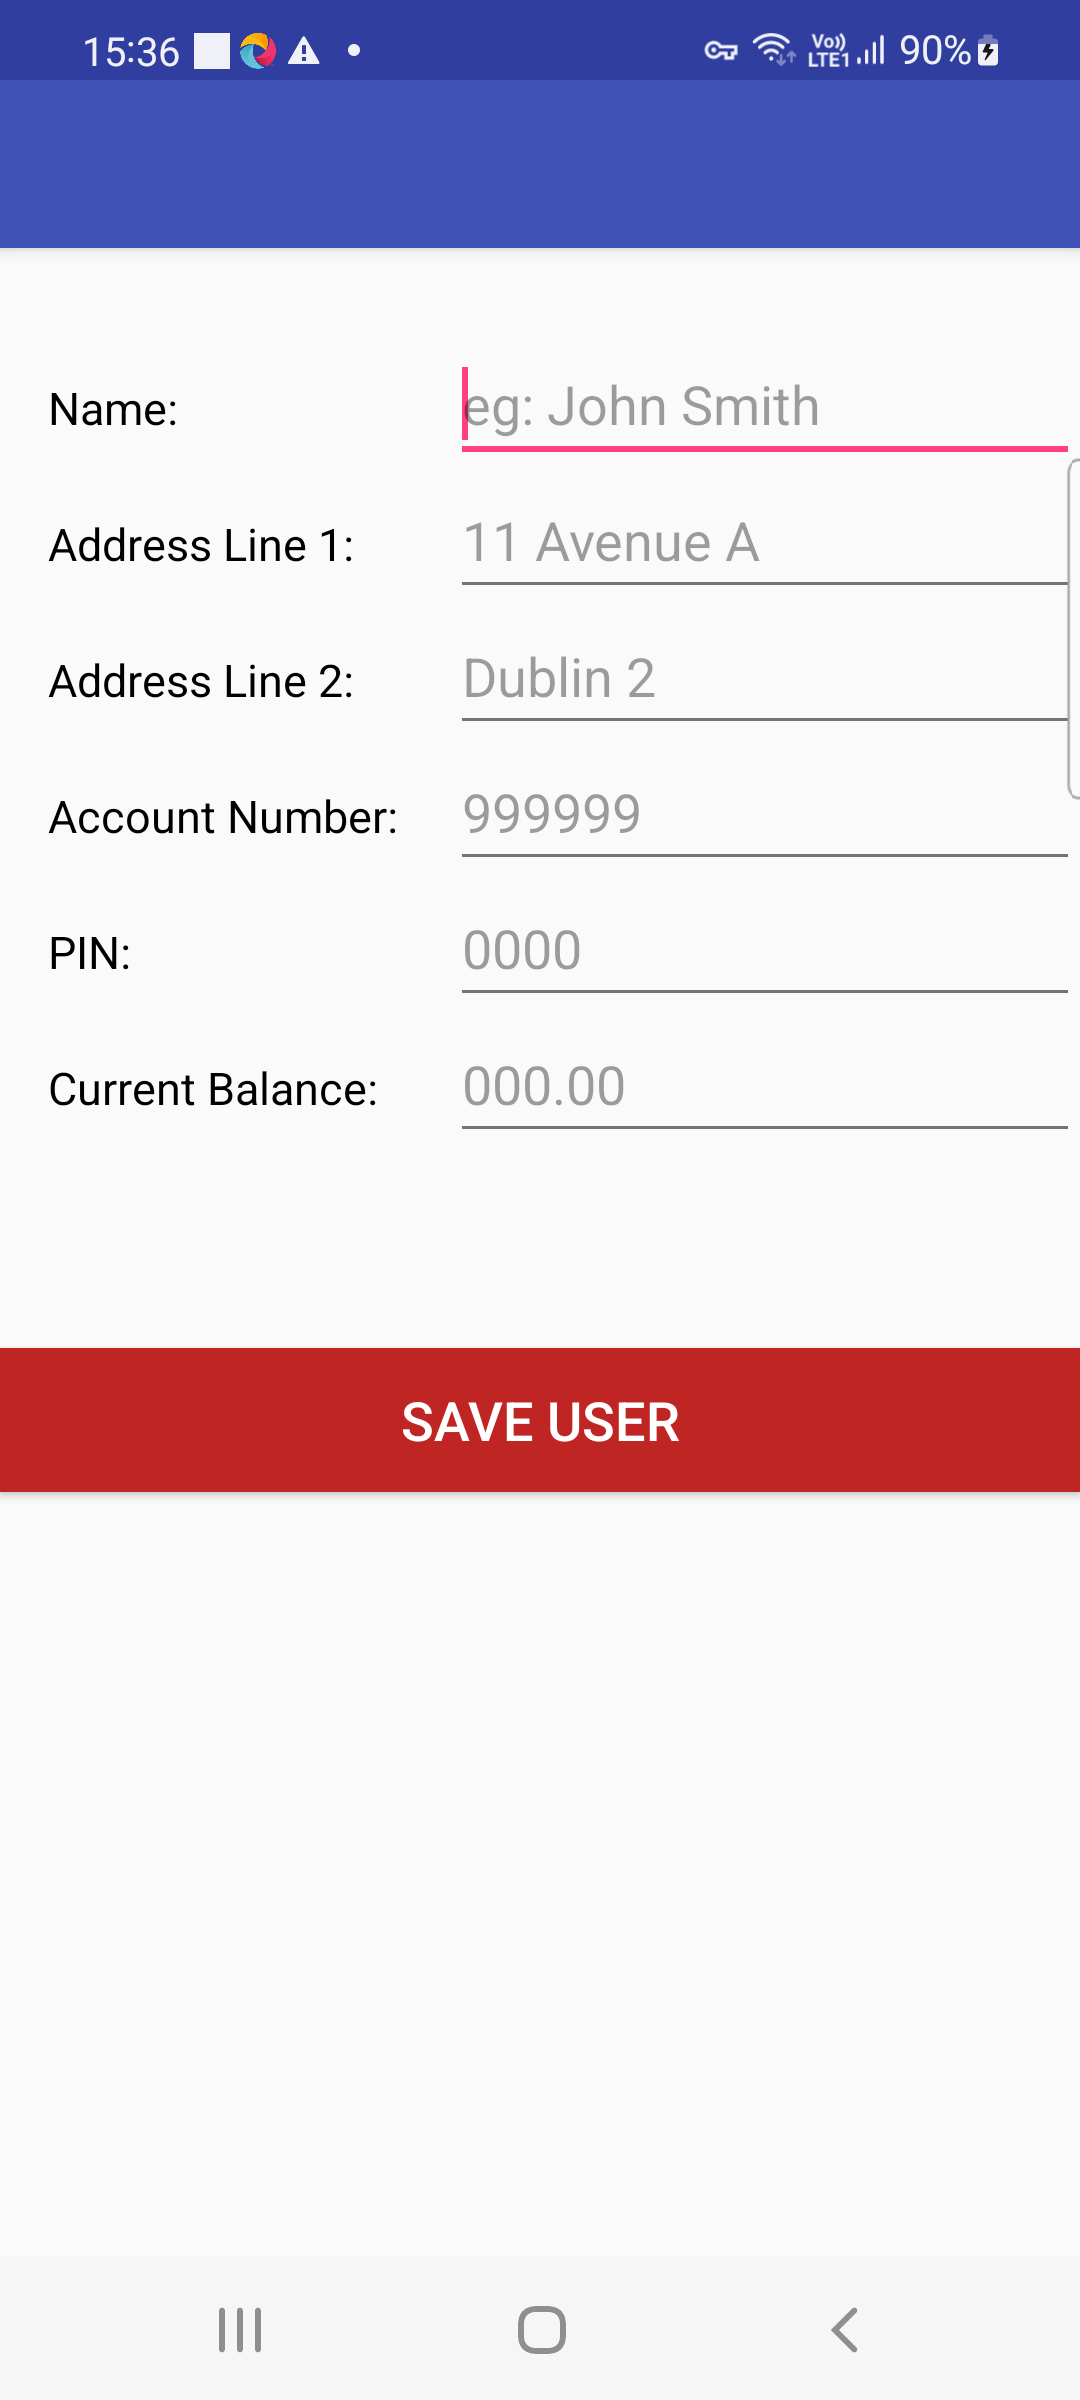 15:36 Vo)) LTE1 90%
Name: eg: John Smith
Address Line 1: 11 Avenue A
Address Line 2: Dublin 2
Account Number: 999999
PIN: 0000
Current Balance: 000.00
SAVE USER